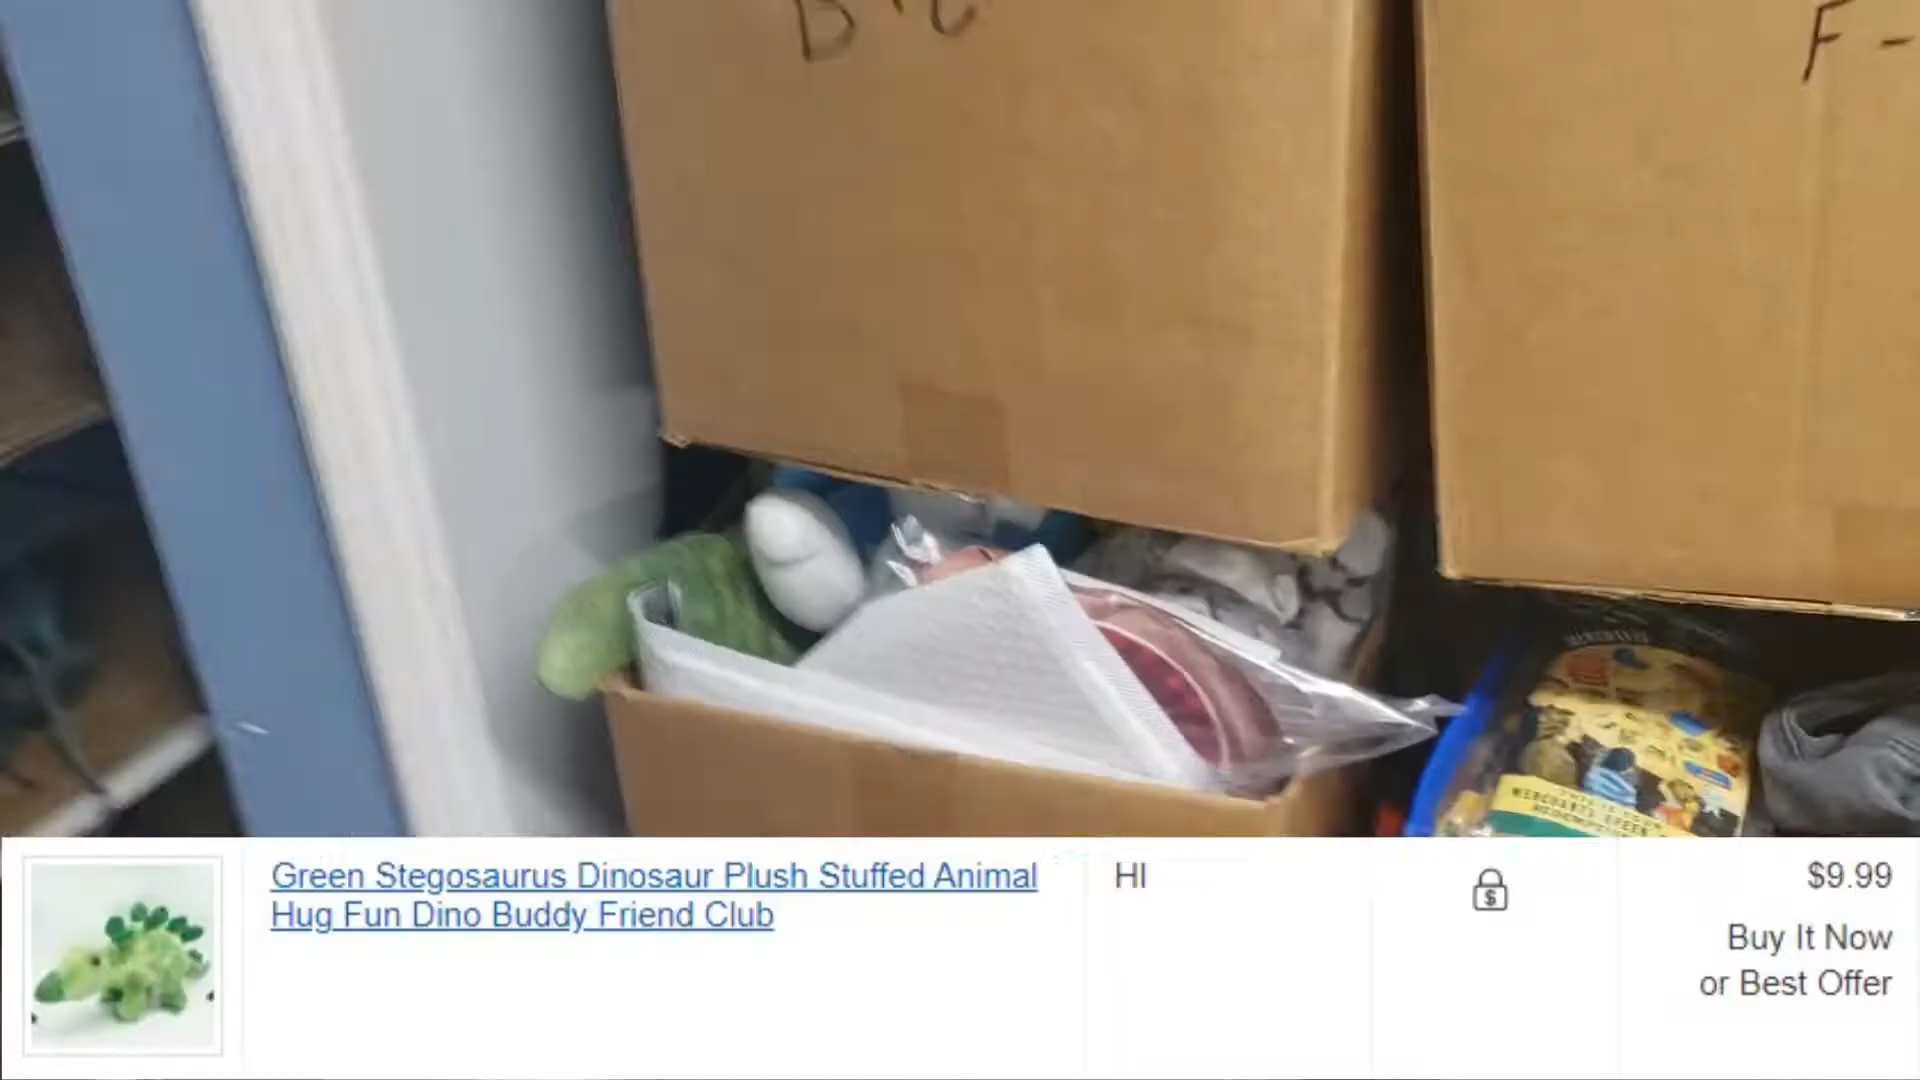 F-
Green Stegosaurus Dinosaur Plush Stuffed Animal
Hug Fun Dino Buddy Friend Club
HI
$
$9.99
Buy It Now
or Best Offer